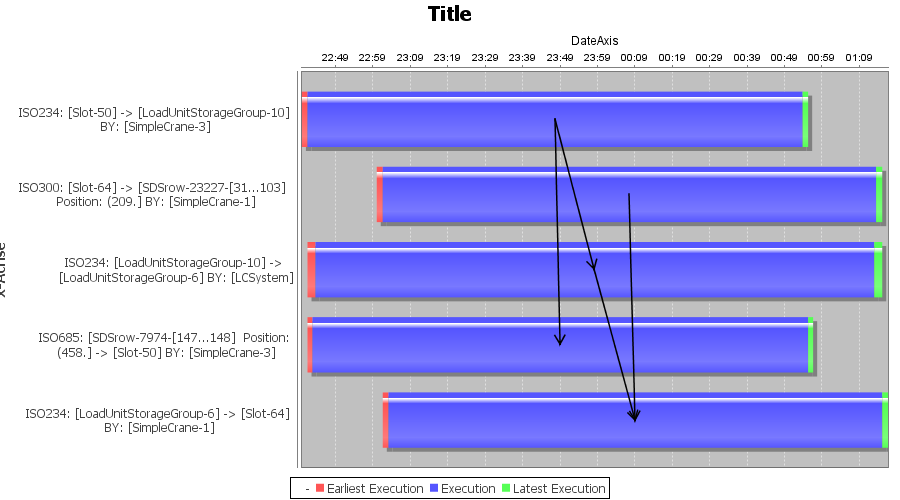 Title
DateAxis
22:49 22:59 23:09 23:19 23:29 23:39 23:49 23:59 00:09 00:19 00:29 00:39 00:49 00:59 01:09
ISO234: [Slot-50] -> [LoadUnitStorageGroup-10]
BY: [SimpleCrane-3]
ISO300: [Slot-64] -> [SDSrow-23227-[31...103]
Position: (209.] BY: [SimpleCrane-1]
ISO234: [LoadUnitStorageGroup-10] ->
[LoadUnitStorageGroup-6] BY: [LCSystem]
ISO685: [SDSrow-7974-[147...148] Position:
(458.] -> [Slot-50] BY: [SimpleCrane-3]
ISO234: [LoadUnitStorageGroup-6] -> [Slot-64]
BY: [SimpleCrane-1]
- Earliest Execution Execution Latest Execution